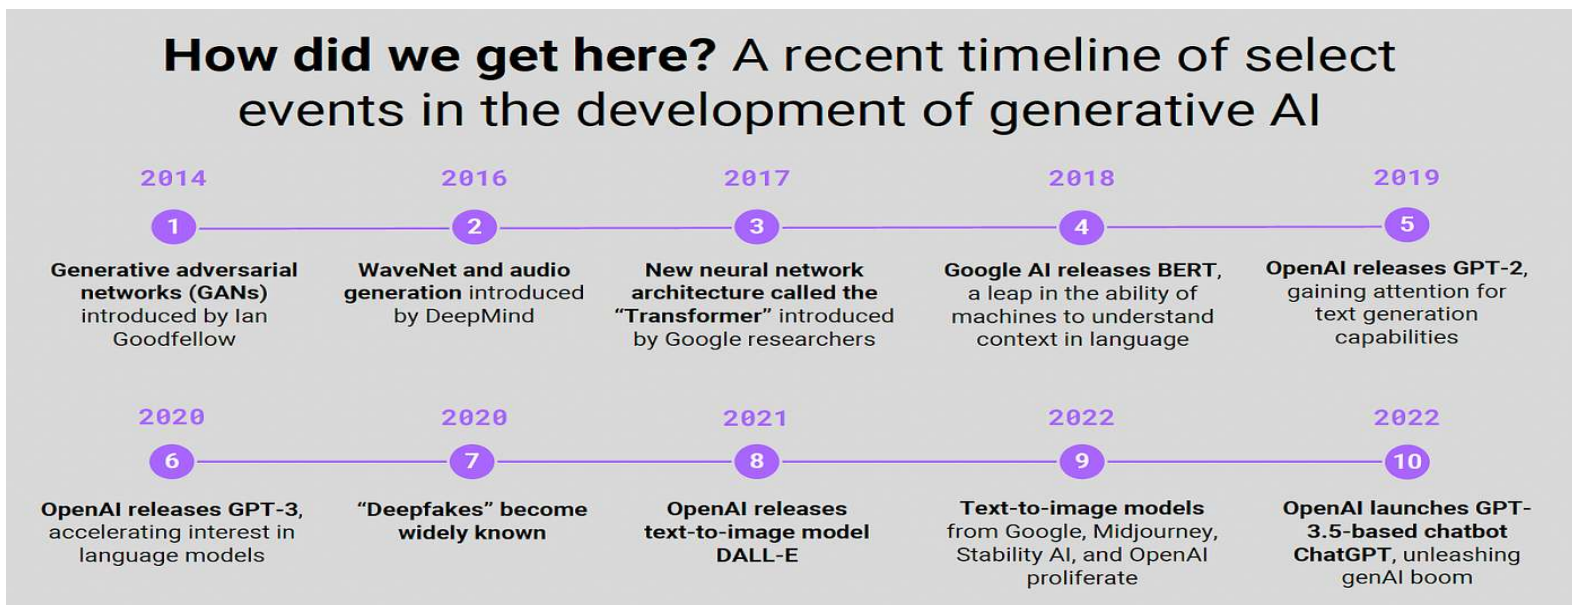 How did we get here? A recent timeline of select
events in the development of generative AI
2014
1
Generative adversarial
networks (GANs)
introduced by Ian
Goodfellow
2016
2
WaveNet and audio
generation introduced
by DeepMind
2017
3
New neural network
architecture called the
“Transformer” introduced
by Google researchers
2018
4
Google AI releases BERT,
a leap in the ability of
machines to understand
context in language
2019
5
OpenAI releases GPT-2,
gaining attention for
text generation
capabilities
2020
6
OpenAI releases GPT-3,
accelerating interest in
language models
2020
7
“Deepfakes” become
widely known
2021
8
OpenAI releases
text-to-image model
DALL-E
2022
9
Text-to-image models
from Google, Midjourney,
Stability AI, and OpenAI
proliferate
2022
10
OpenAI launches GPT-
3.5-based chatbot
ChatGPT, unleashing
genAI boom